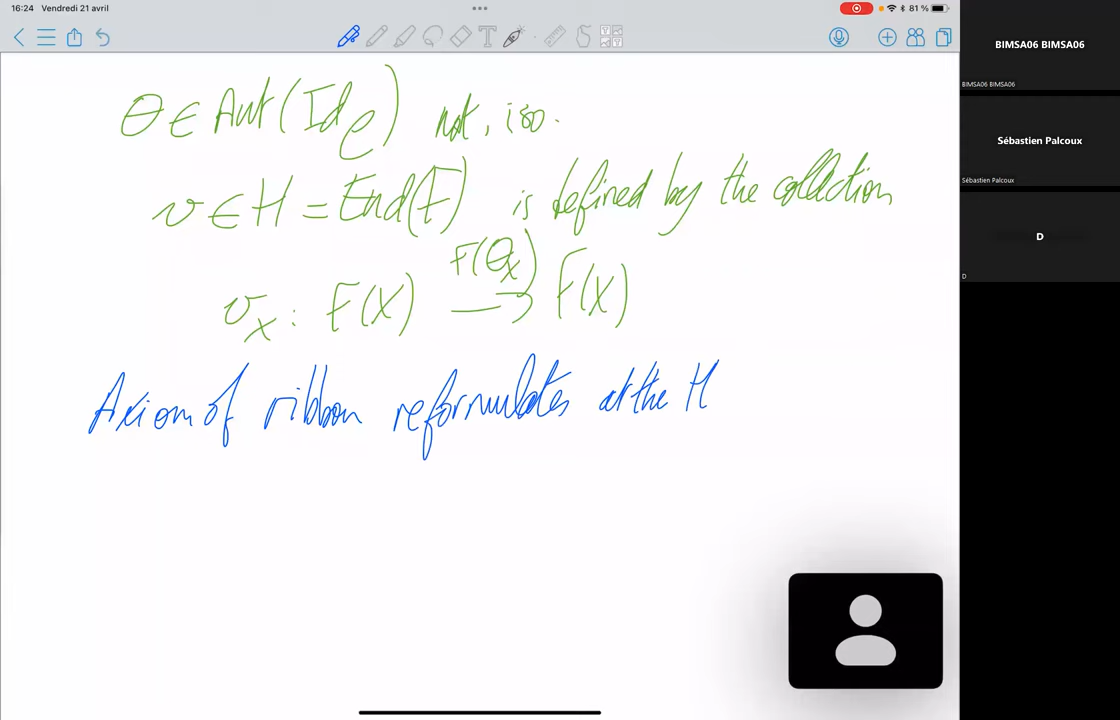 16:24 Vendredi 21 avril
81 %
θ ∈ Aut(Id_C) nat. iso.
v ∈ H = End(F) is defined by the collection
F(θ_X)
v_X : F(X) → F(X)
Axiom of ribbon reformulates at the H
BIMSA06 BIMSA06
BIMSA06 BIMSA06
Sébastien Palcoux
Sébastien Palcoux
D
D